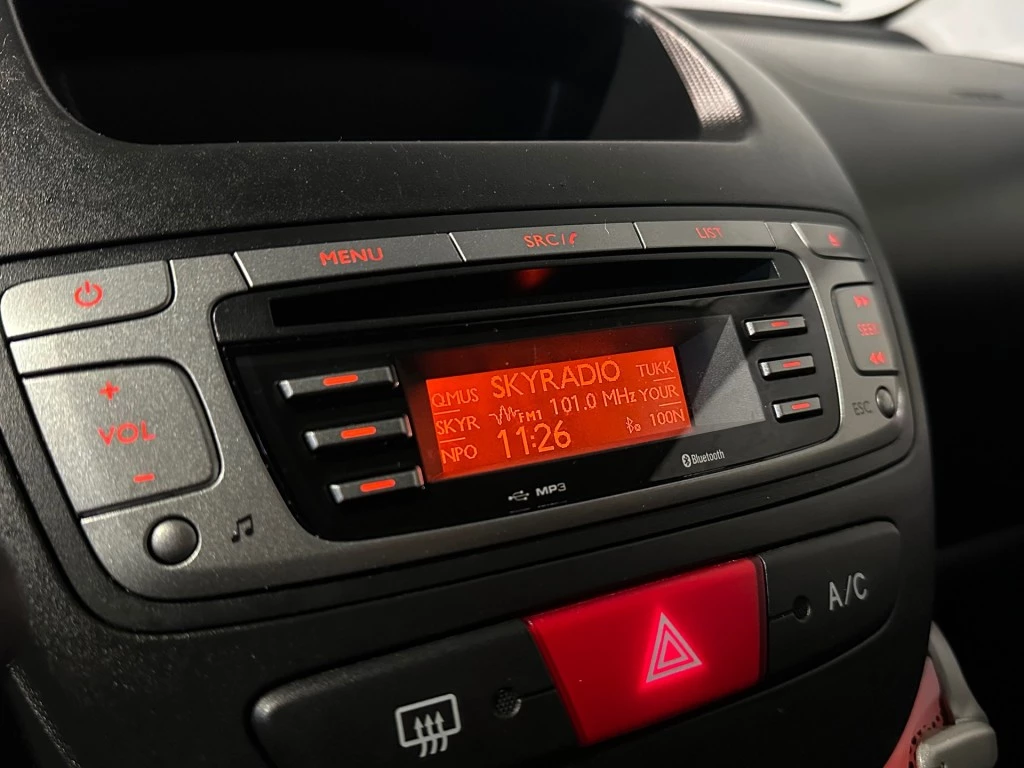 MENU
SRC
LIST
VOL
SEEK
ESC
Q.MUS SKYRADIO TUKK
SKYR FM1 101.0 MHz YOUR
NPO 11:26 100N
Bluetooth
MP3
A/C